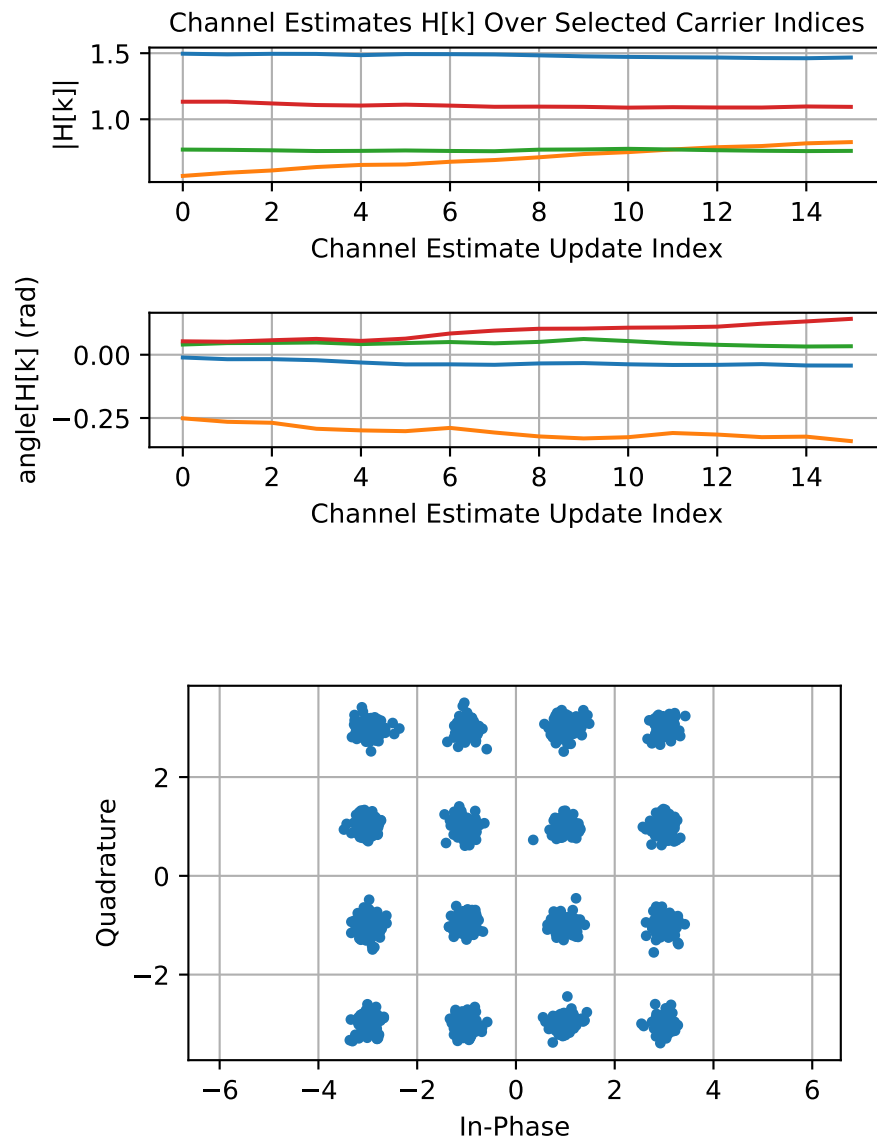 Channel Estimates H[k] Over Selected Carrier Indices
|H[k]|
1.5
1.0
0 2 4 6 8 10 12 14
Channel Estimate Update Index
angle[H[k] (rad)
0.00
−0.25
0 2 4 6 8 10 12 14
Channel Estimate Update Index
Quadrature
2
0
−2
−6 −4 −2 0 2 4 6
In-Phase